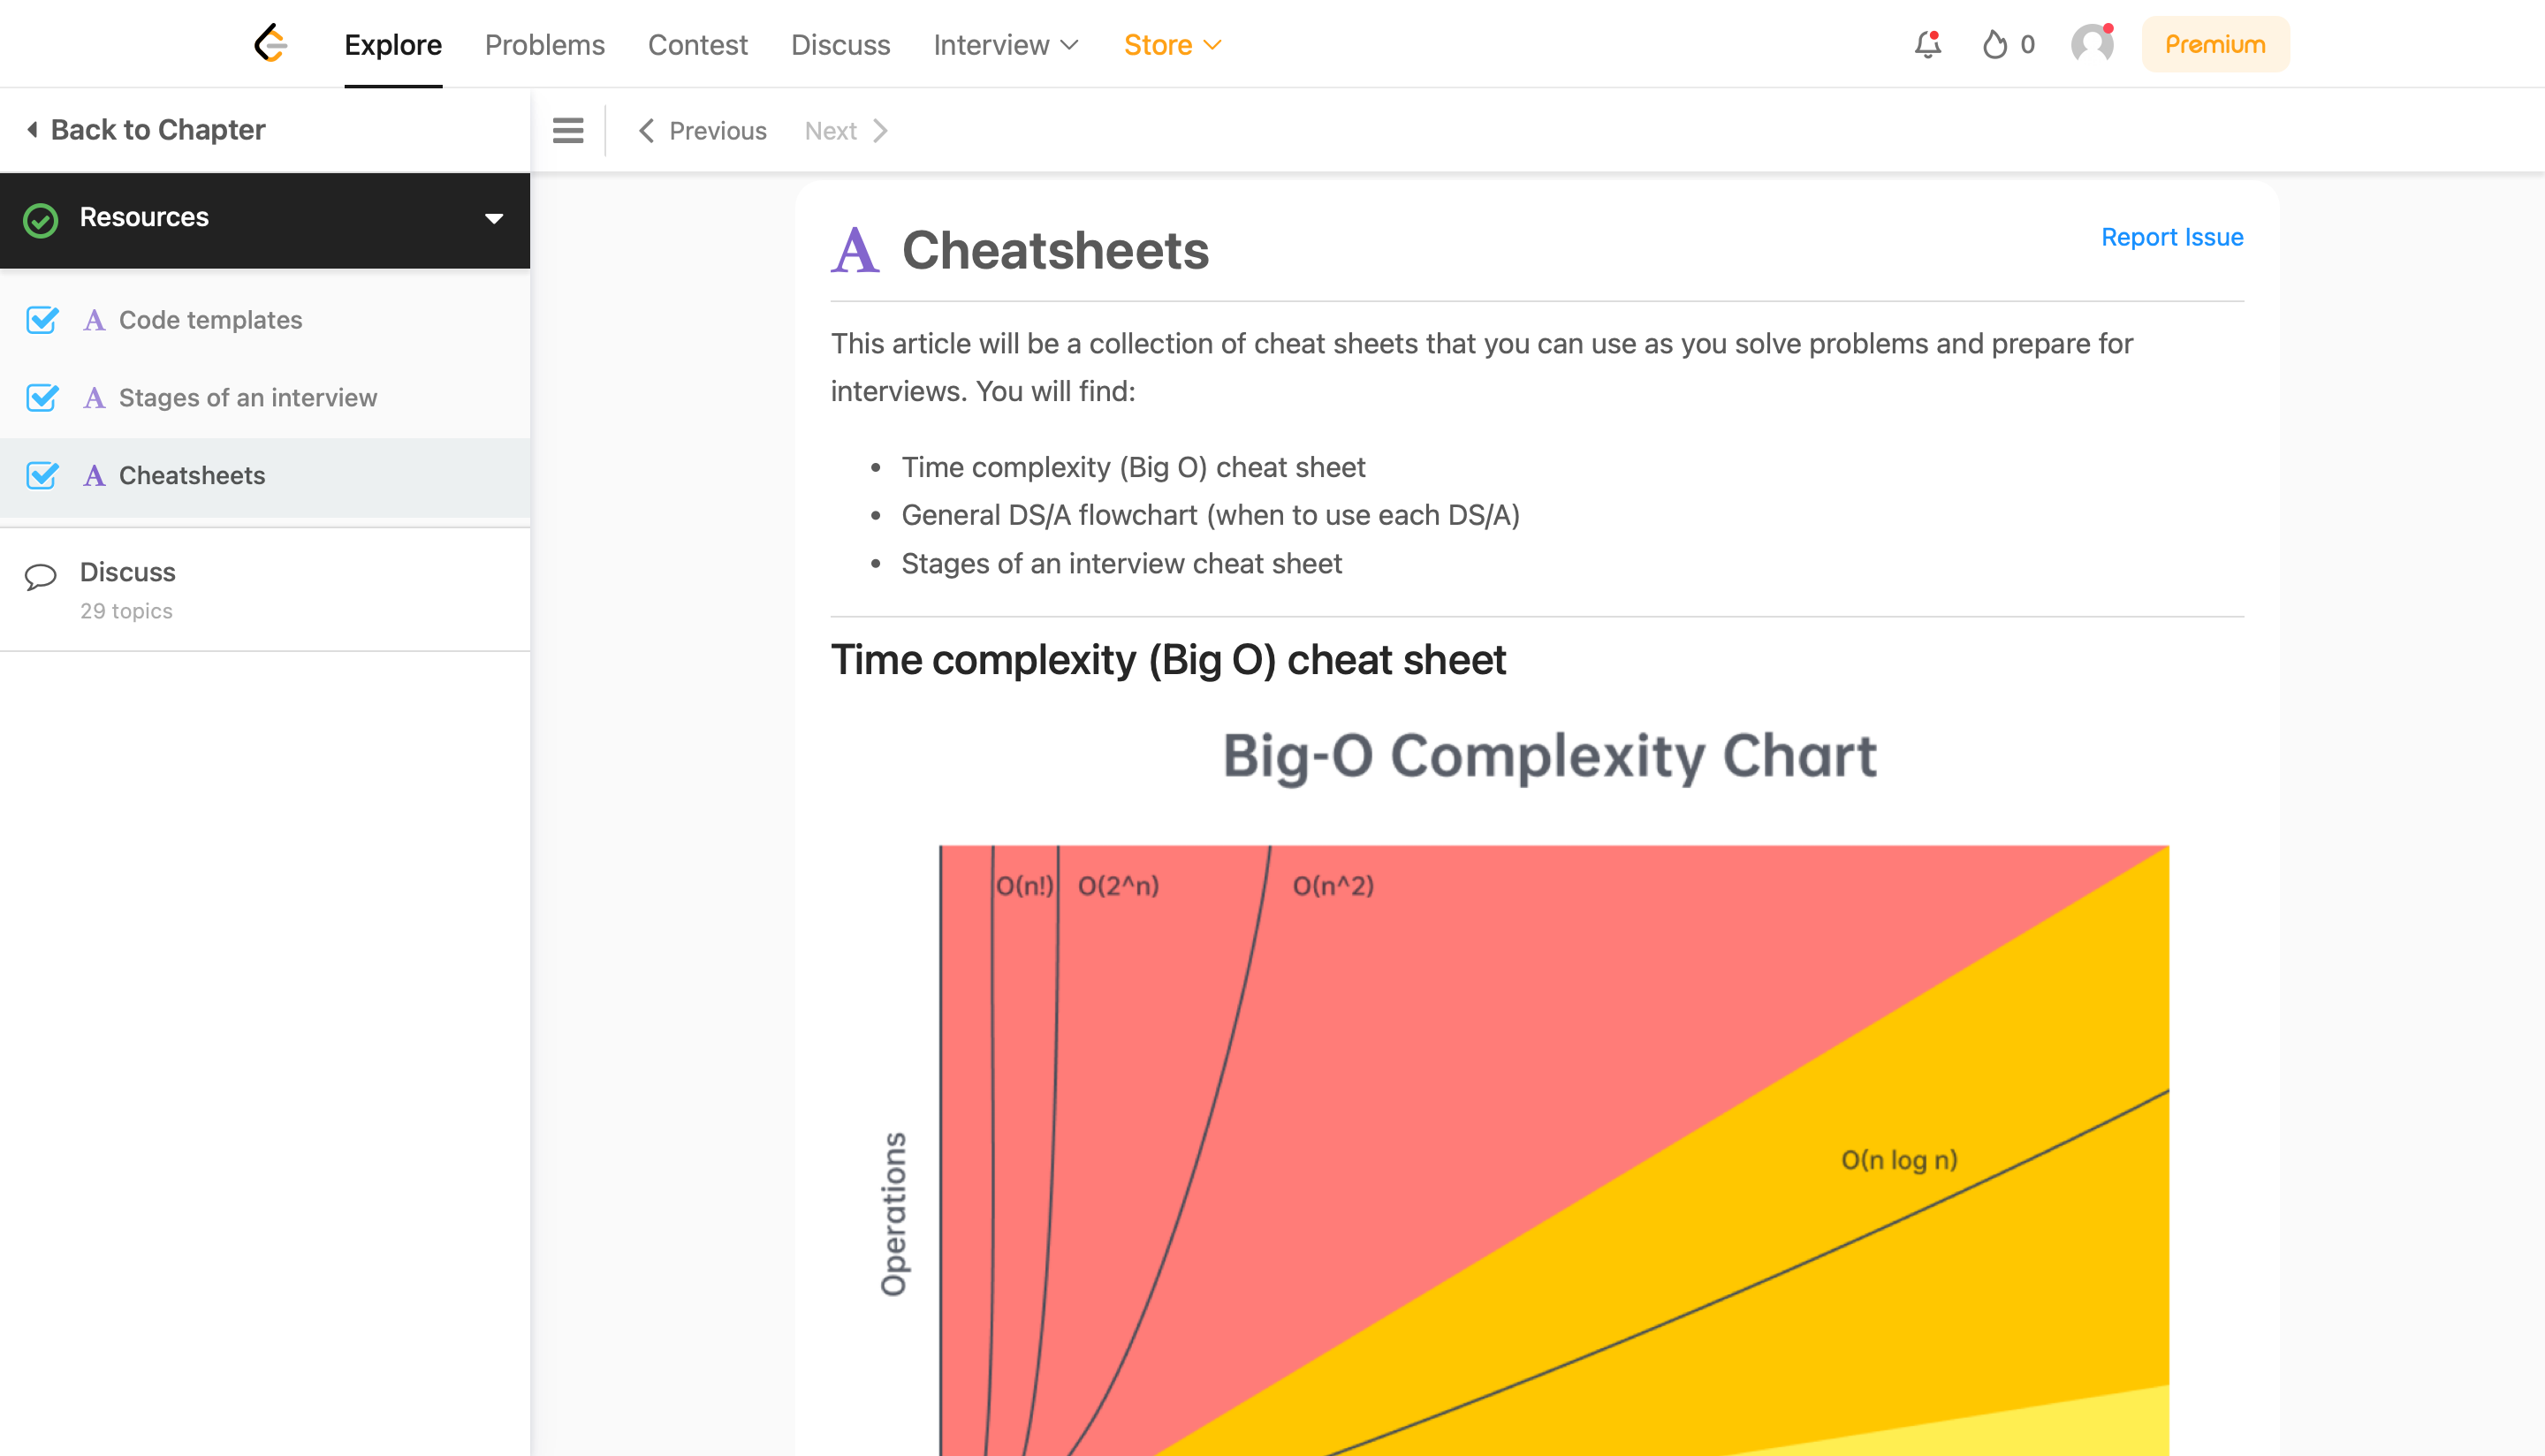 Explore Problems Contest Discuss Interview Store 0 Premium
Back to Chapter
Previous Next
Resources
Code templates
Stages of an interview
Cheatsheets
Discuss
29 topics
A Cheatsheets
Report Issue
This article will be a collection of cheat sheets that you can use as you solve problems and prepare for
interviews. You will find:
• Time complexity (Big O) cheat sheet
• General DS/A flowchart (when to use each DS/A)
• Stages of an interview cheat sheet
Time complexity (Big O) cheat sheet
Big-O Complexity Chart
O(n!) O(2^n) O(n^2)
O(n log n)
Operations